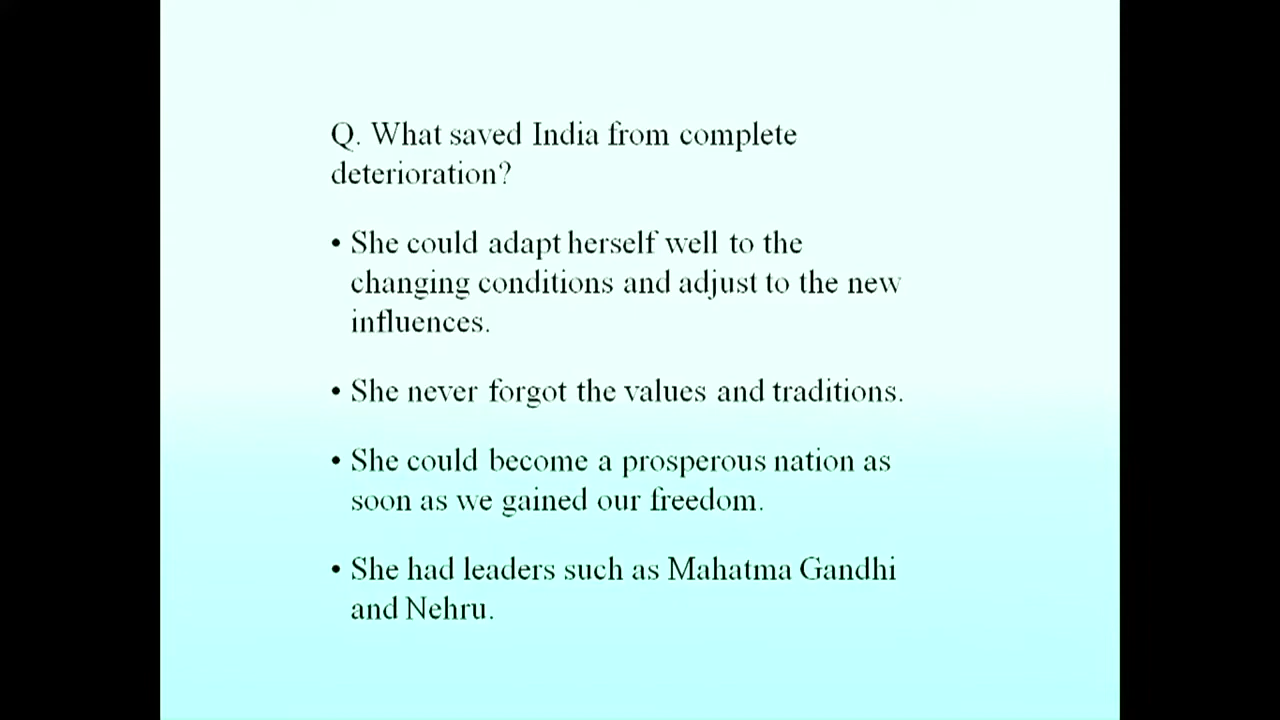 Q. What saved India from complete
deterioration?
• She could adapt herself well to the
changing conditions and adjust to the new
influences.
• She never forgot the values and traditions.
• She could become a prosperous nation as
soon as we gained our freedom.
• She had leaders such as Mahatma Gandhi
and Nehru.